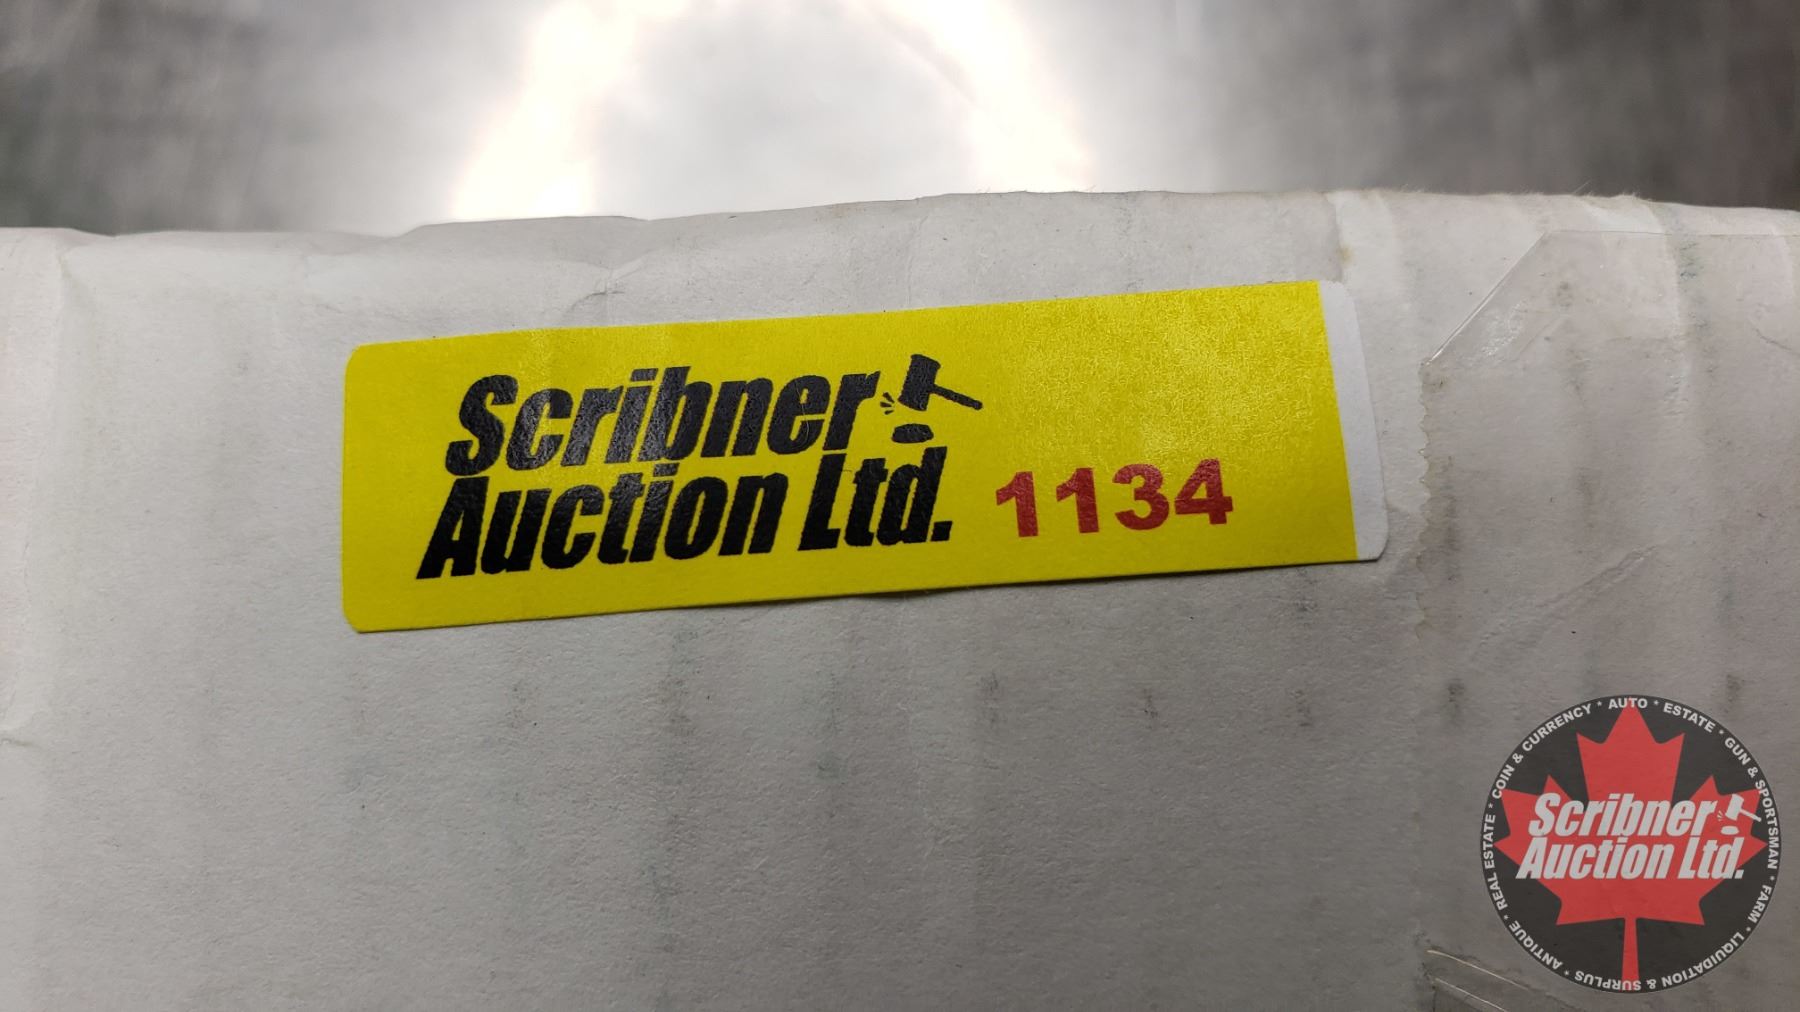 Scribner
Auction Ltd. 1134
REAL ESTATE * COIN & CURRENCY * AUTO * ESTATE * GUN & SPORTSMAN * FARM * LIQUIDATION & SURPLUS * ANTIQUE *
Scribner
Auction Ltd.